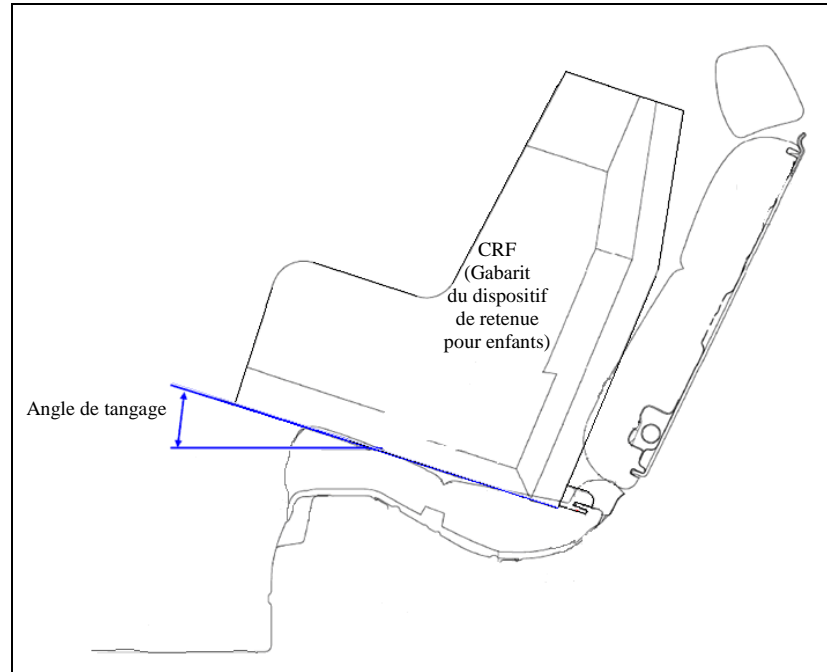 CRF
(Gabarit
du dispositif
de retenue
pour enfants)
Angle de tangage